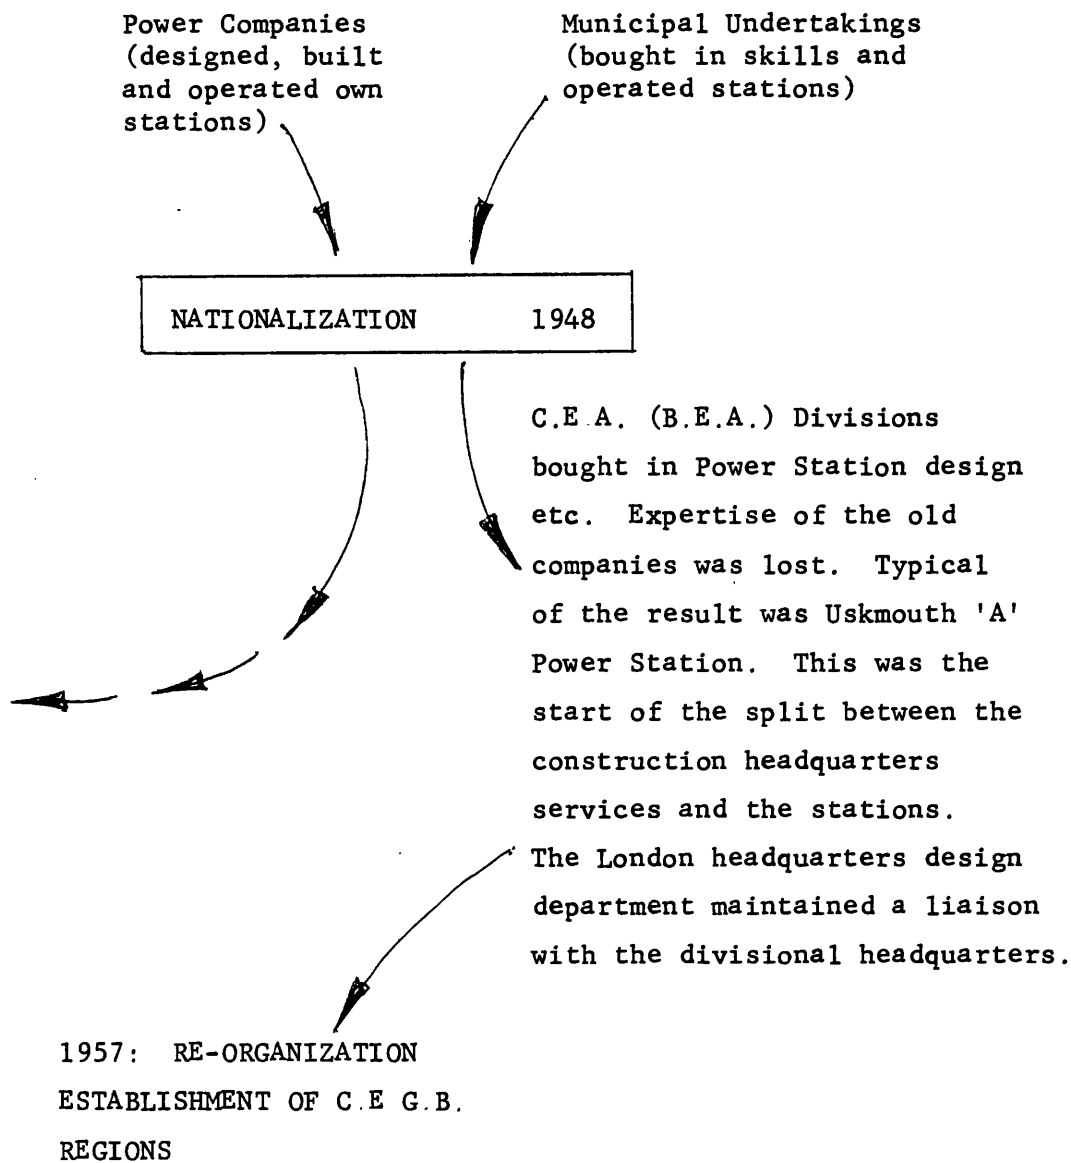 Power Companies
(designed, built
and operated own
stations)
Municipal Undertakings
(bought in skills and
operated stations)
NATIONALIZATION 1948
C.E.A. (B.E.A.) Divisions
bought in Power Station design
etc. Expertise of the old
companies was lost. Typical
of the result was Uskmouth 'A'
Power Station. This was the
start of the split between the
construction headquarters
services and the stations.
The London headquarters design
department maintained a liaison
with the divisional headquarters.
1957: RE-ORGANIZATION
ESTABLISHMENT OF C.E G.B.
REGIONS